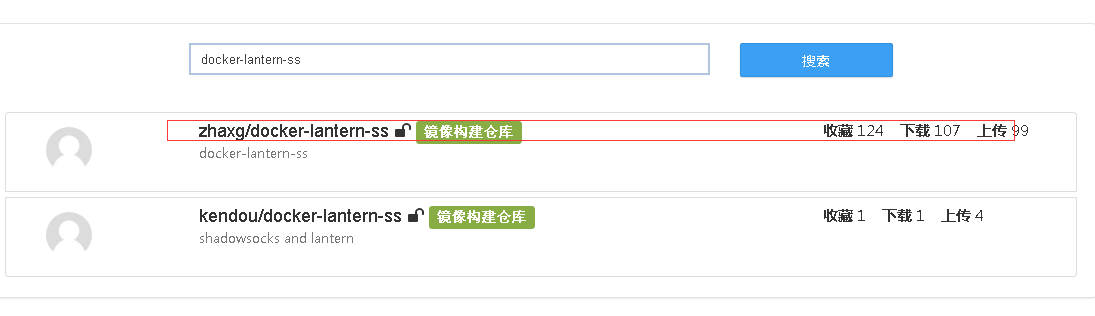 docker-lantern-ss 搜索
zhaxg/docker-lantern-ss 镜像构建仓库 收藏 124 下载 107 上传 99
docker-lantern-ss
kendou/docker-lantern-ss 镜像构建仓库 收藏 1 下载 1 上传 4
shadowsocks and lantern